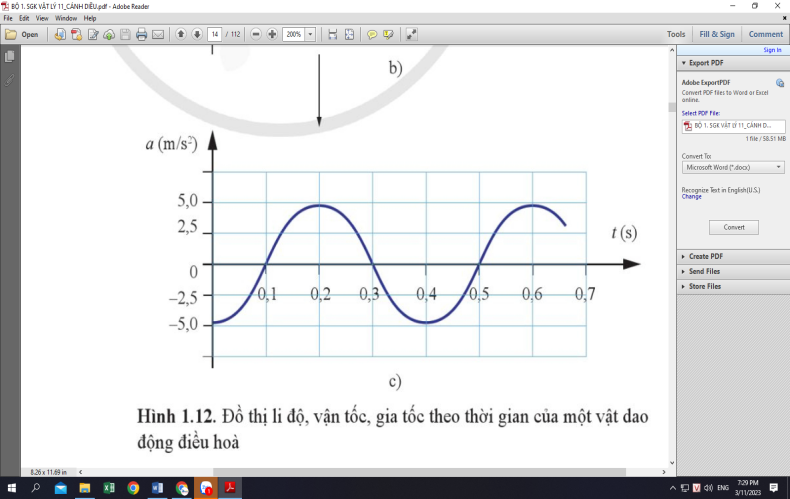 BỘ 1. SGK VẬT LÝ 11_CÁNH DIỀU.pdf - Adobe Reader
File Edit View Window Help
Open 14 / 112 200% Tools Fill & Sign Comment
Sign In
Export PDF
Adobe ExportPDF
Convert PDF files to Word or Excel online.
Select PDF File:
BỘ 1. SGK VẬT LÝ 11_CÁNH D...
1 file / 58.51 MB
Convert To:
Microsoft Word (*.docx)
Recognize Text in English(U.S.)
Change
Convert
Create PDF
Send Files
Store Files
b)
a (m/s²)
5,0
2,5
t (s)
0
0,1 0,2 0,3 0,4 0,5 0,6 0,7
–2,5
–5,0
c)
Hình 1.12. Đồ thị li độ, vận tốc, gia tốc theo thời gian của một vật dao
động điều hoà
8.26 x 11.69 in
ENG
7:29 PM
3/11/2023